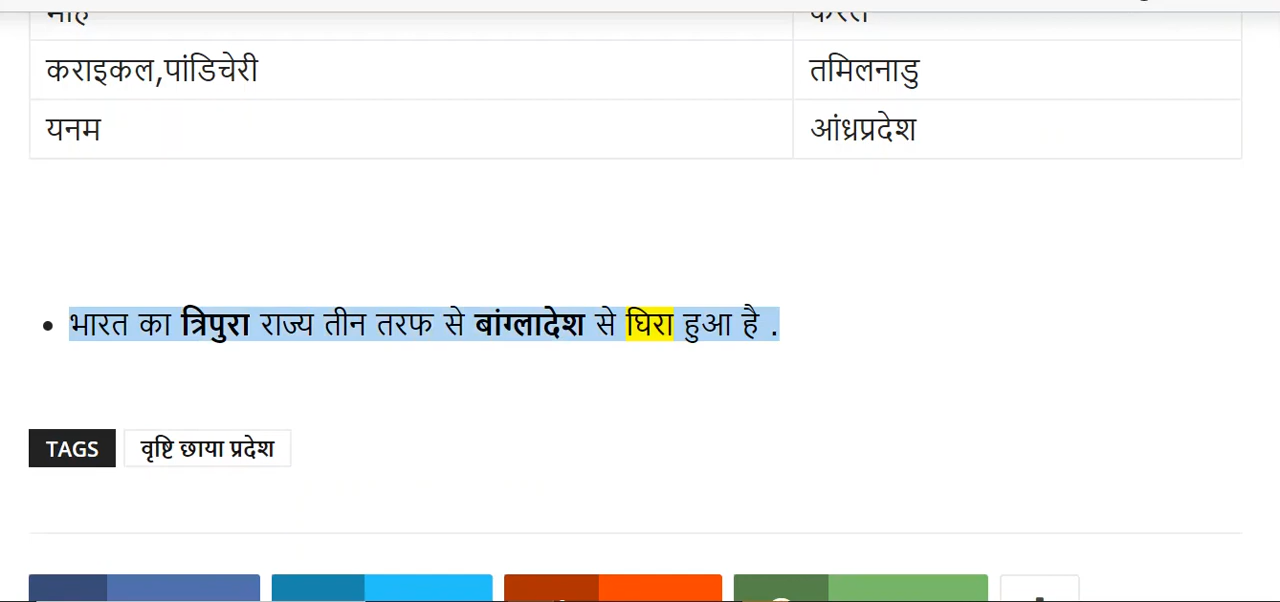 कराइकल,पांडिचेरी तमिलनाडु
यनम आंध्रप्रदेश
भारत का त्रिपुरा राज्य तीन तरफ से बांग्लादेश से घिरा हुआ है .
TAGS वृष्टि छाया प्रदेश